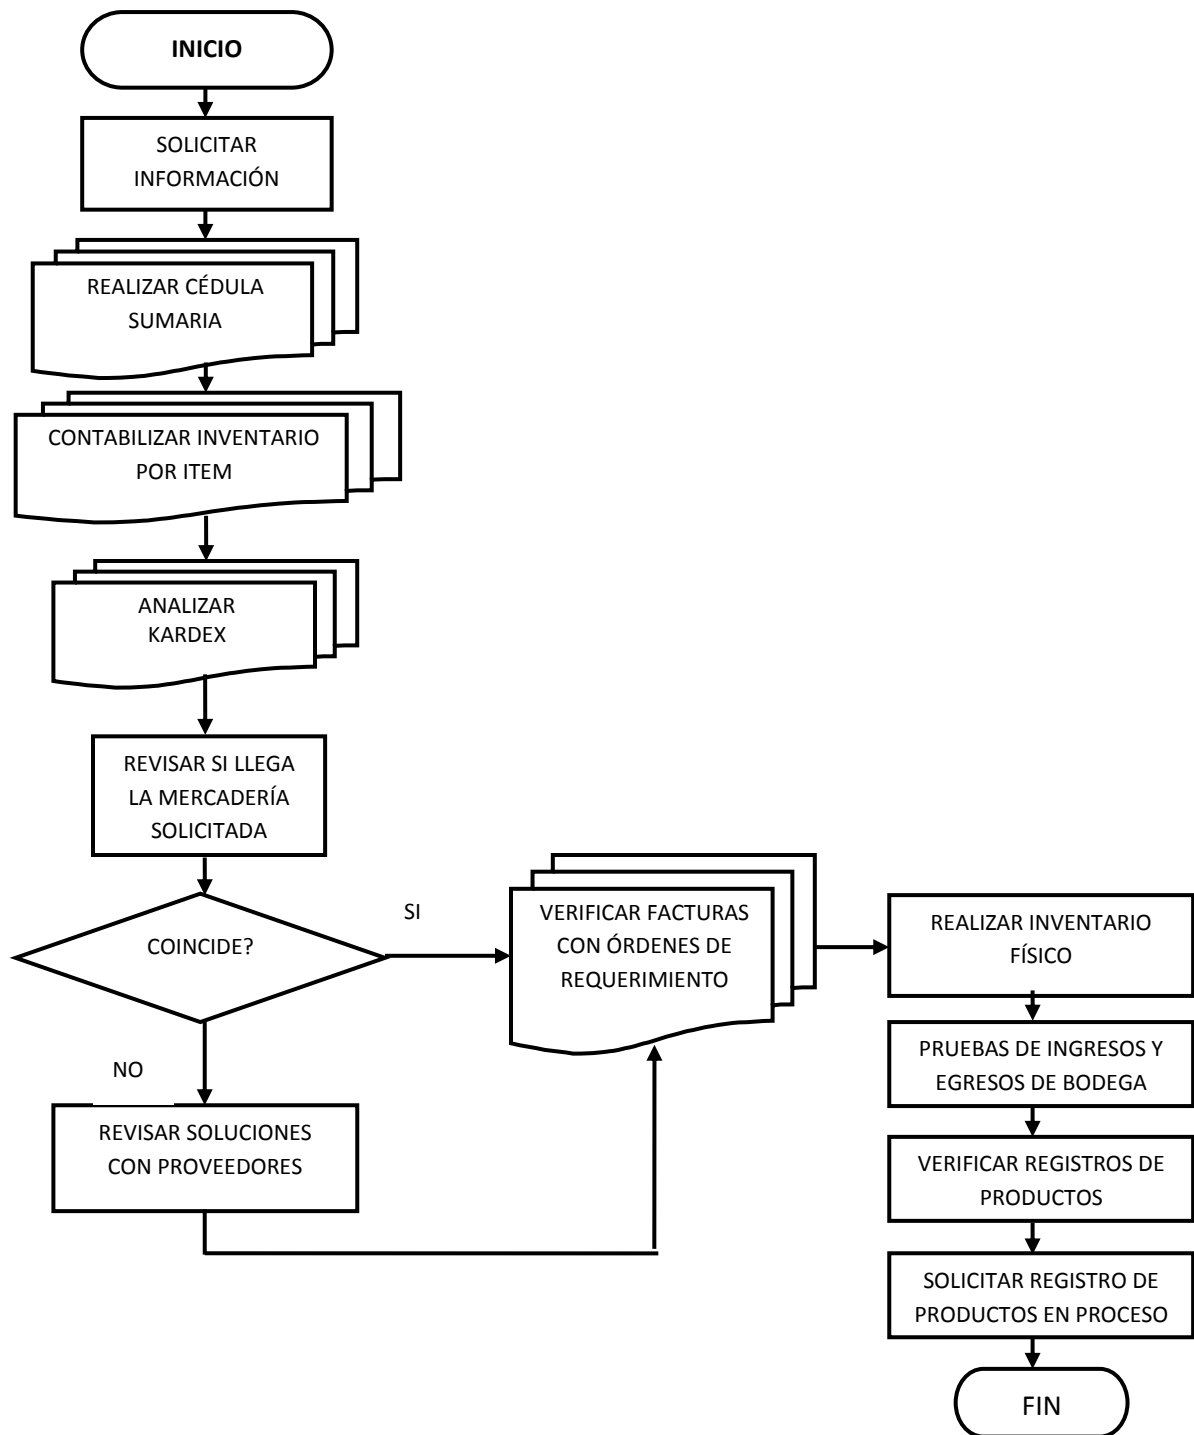 INICIO
SOLICITAR
INFORMACIÓN
REALIZAR CÉDULA
SUMARIA
CONTABILIZAR INVENTARIO
POR ITEM
ANALIZAR
KARDEX
REVISAR SI LLEGA
LA MERCADERÍA
SOLICITADA
COINCIDE?
SI
NO
REVISAR SOLUCIONES
CON PROVEEDORES
VERIFICAR FACTURAS
CON ÓRDENES DE
REQUERIMIENTO
REALIZAR INVENTARIO
FÍSICO
PRUEBAS DE INGRESOS Y
EGRESOS DE BODEGA
VERIFICAR REGISTROS DE
PRODUCTOS
SOLICITAR REGISTRO DE
PRODUCTOS EN PROCESO
FIN